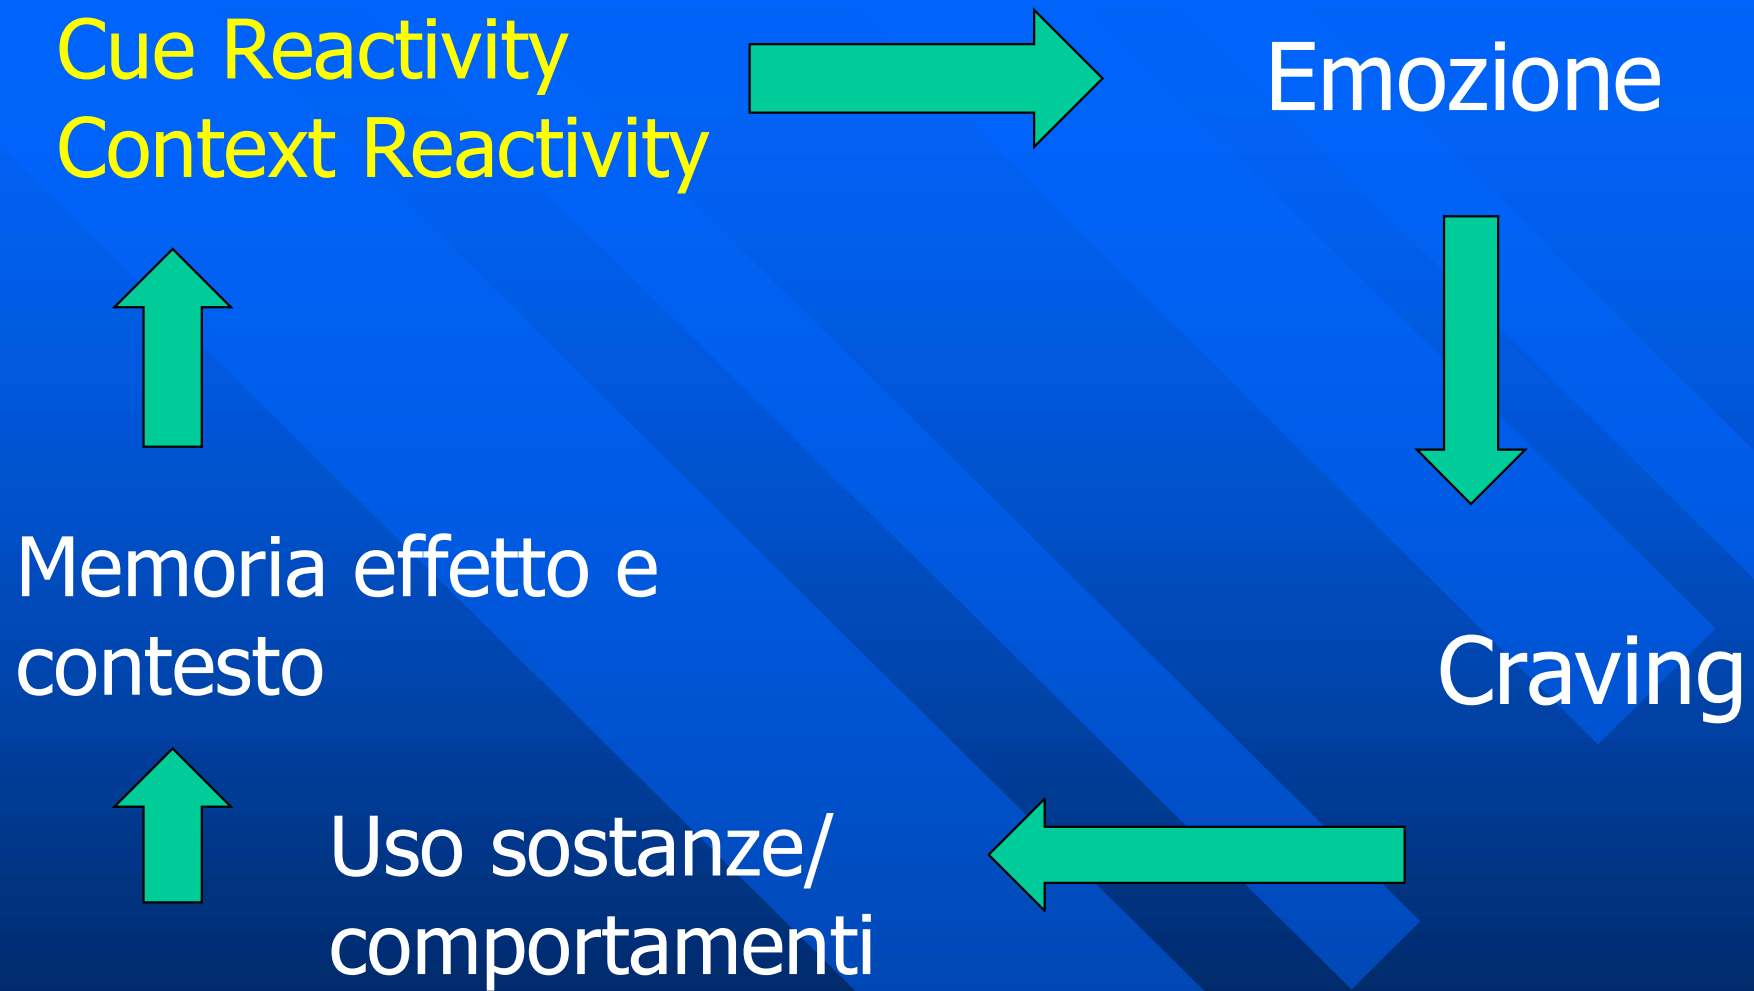 Cue Reactivity
Context Reactivity
Emozione
Memoria effetto e
contesto
Craving
Uso sostanze/
comportamenti